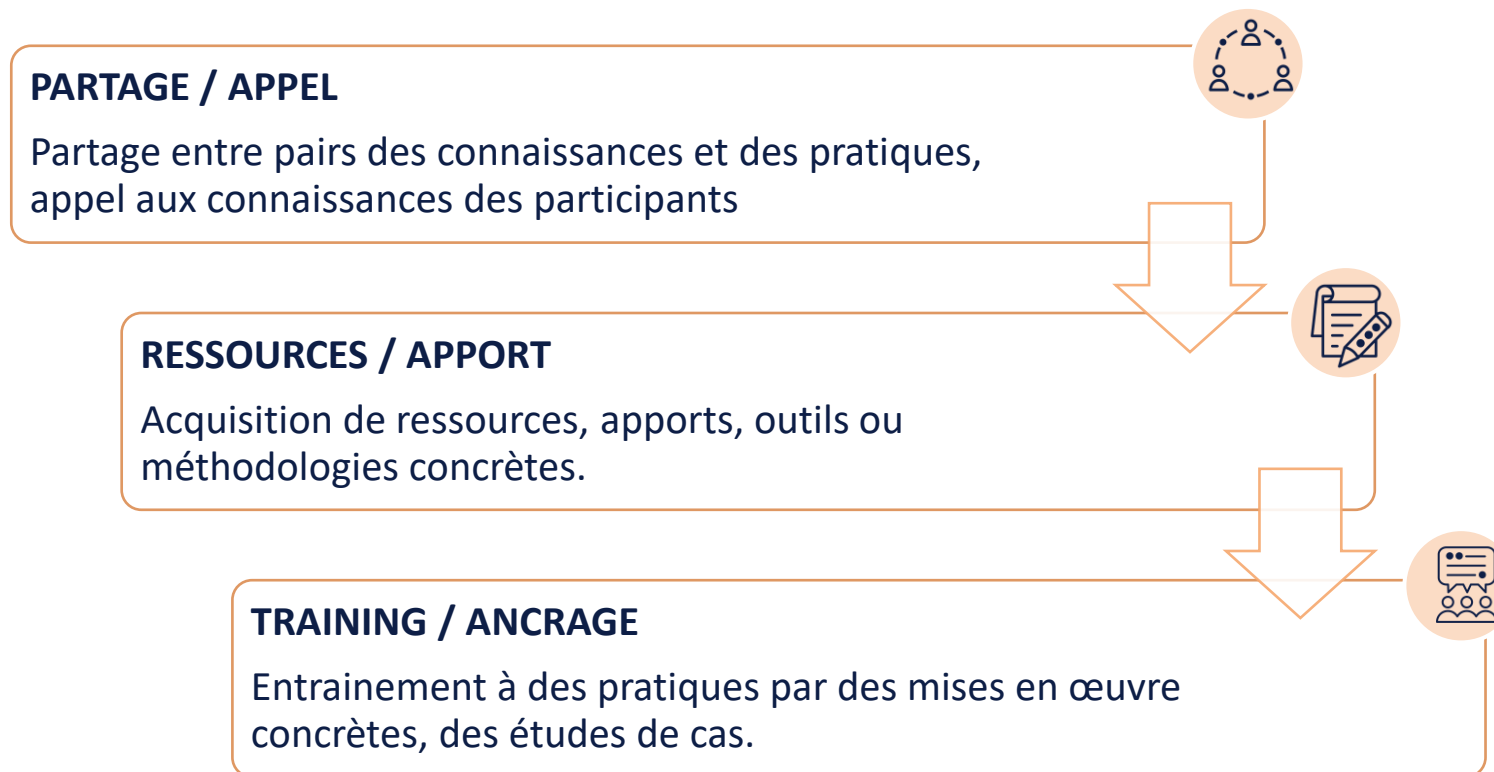 PARTAGE / APPEL
Partage entre pairs des connaissances et des pratiques,
appel aux connaissances des participants
RESSOURCES / APPORT
Acquisition de ressources, apports, outils ou
méthodologies concrètes.
TRAINING / ANCRAGE
Entrainement à des pratiques par des mises en œuvre
concrètes, des études de cas.